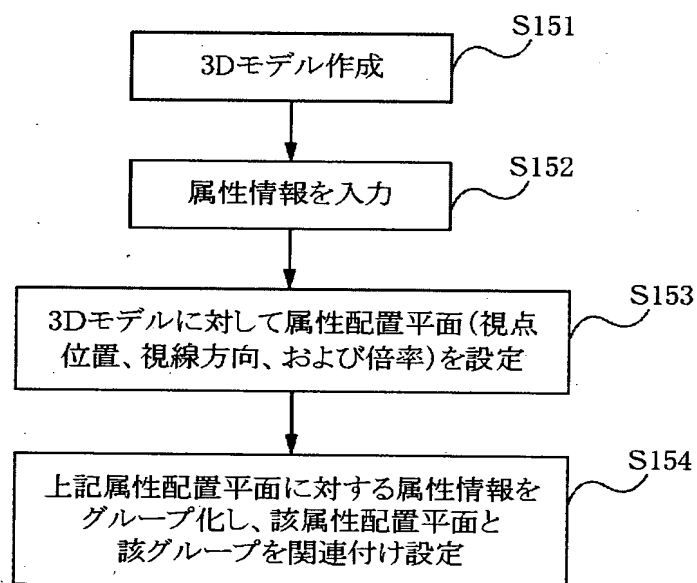 S151
3Dモデル作成
S152
属性情報を入力
S153
3Dモデルに対して属性配置平面(視点
位置、視線方向、および倍率)を設定
S154
上記属性配置平面に対する属性情報を
グループ化し、該属性配置平面と
該グループを関連付け設定